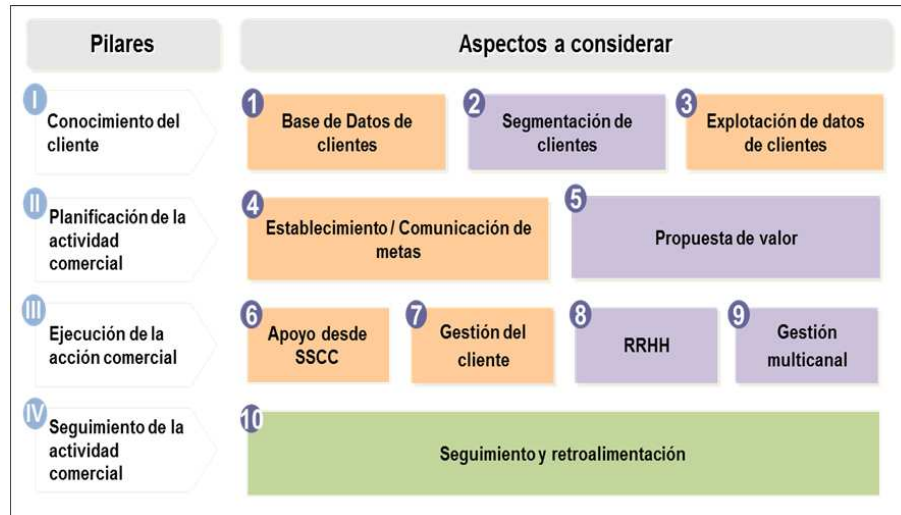 Pilares
Aspectos a considerar
I
Conocimiento del
cliente
1
Base de Datos de
clientes
2
Segmentación de
clientes
3
Explotación de datos
de clientes
II
Planificación de la
actividad
comercial
4
Establecimiento / Comunicación de
metas
5
Propuesta de valor
III
Ejecución de la
acción comercial
6
Apoyo desde
SSCC
7
Gestión del
cliente
8
RRHH
9
Gestión
multicanal
IV
Seguimiento de la
actividad
comercial
10
Seguimiento y retroalimentación